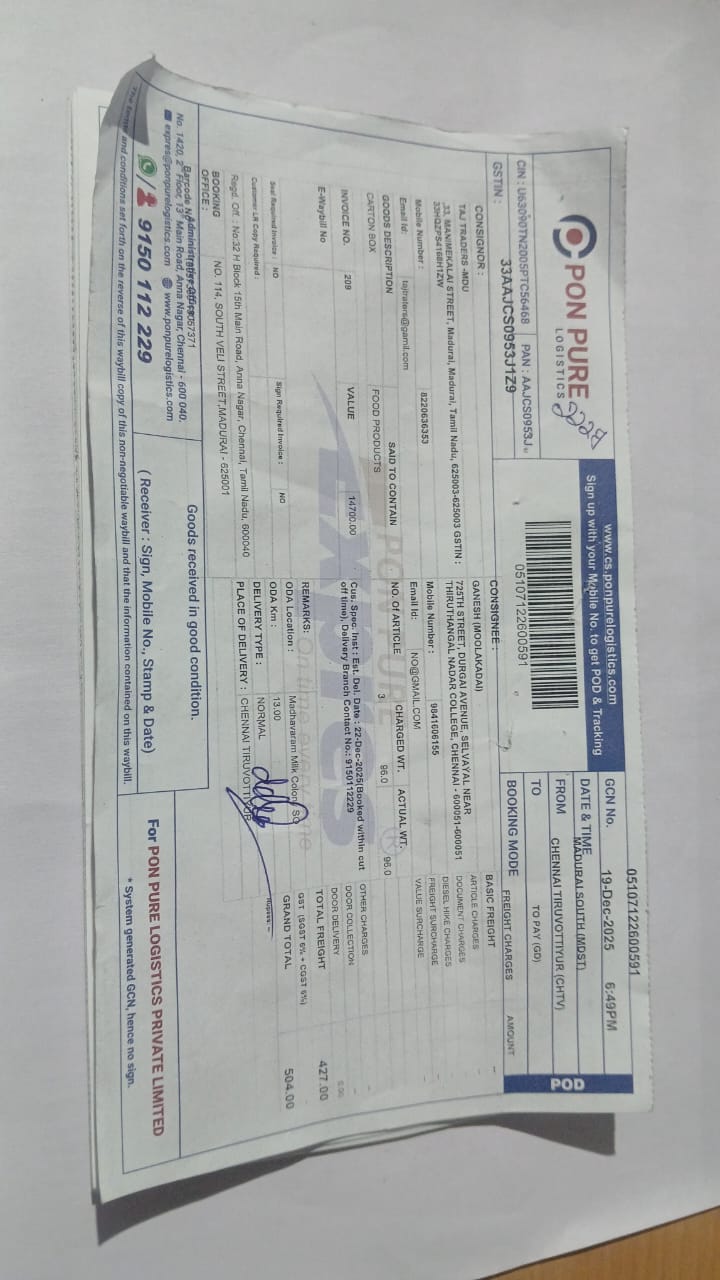 PON PURE
LOGISTICS
CIN : U63090TN2005PTC56468 PAN : AAJCS0953J
GSTIN : 33AAJCS0953J1Z9
www.cs.ponpurelogistics.com
Sign up with your Mobile No. to get POD & Tracking
05107122600591
GCN No. 05107122600591
DATE & TIME 19-Dec-2025 6:49PM
FROM MADURAI SOUTH (MDST)
TO CHENNAI TIRUVOTTIYUR (CHTV)
BOOKING MODE TO PAY (GD)
POD
CONSIGNOR :
TAJ TRADERS -MDU
33, MANIMEKALAI STREET, Madurai, Madurai, Tamil Nadu, 625003-625003 GSTIN :
Mobile Number : 8220636353
Email Id:
CONSIGNEE :
GANESH (MOOLAKADAI)
725TH STREET, DURGAI AVENUE, SELVAYAL NEAR
THIRUTHANGAL NADAR COLLEGE, CHENNAI - 600051-600051
Mobile Number : 9841606155
Email Id: NO@GMAIL.COM
GOODS DESCRIPTION SAID TO CONTAIN NO. OF ARTICLE CHARGED WT. ACTUAL WT.
CARTON BOX FOOD PRODUCTS 3 96.0 96.0
INVOICE NO. 209 VALUE 14700.00
Cus. Spec. Inst : Est. Del. Date : 22-Dec-2025(Booked within cut
off time), Delivery Branch Contact No.: 9150112229
E-Waybill No
REMARKS:
Seal Required Invoice : NO Sign Required Invoice : NO
Customer LR Copy Required :
ODA Location : Madhavaram Milk Colony SO
ODA Km : 13.00
DELIVERY TYPE : NORMAL
PLACE OF DELIVERY : CHENNAI TIRUVOTTIYUR
Regd. Off. : No:32 H Block 15th Main Road, Anna Nagar, Chennai, Tamil Nadu, 600040
BOOKING OFFICE : NO. 114, SOUTH VELI STREET,MADURAI - 625001
FREIGHT CHARGES AMOUNT
BASIC FREIGHT -
ARTICLE CHARGES
DOCUMENT CHARGES
DIESEL HIKE CHARGES
FREIGHT SURCHARGE
VALUE SURCHARGE
OTHER CHARGES
DOOR COLLECTION
DOOR DELIVERY 0.00
TOTAL FREIGHT 427.00
GST (SGST 6% + CGST 6%)
GRAND TOTAL 504.00
Rupees :-
Administrative Office
No. 1420, 2nd Floor, 13th Main Road, Anna Nagar, Chennai - 600 040.
expres@ponpurelogistics.com www.ponpurelogistics.com
9150 112 229
Goods received in good condition.
( Receiver : Sign, Mobile No., Stamp & Date)
For PON PURE LOGISTICS PRIVATE LIMITED
The terms and conditions set forth on the reverse of this waybill copy of this non-negotiable waybill and that the information contained on this waybill.
* System generated GCN, hence no sign.